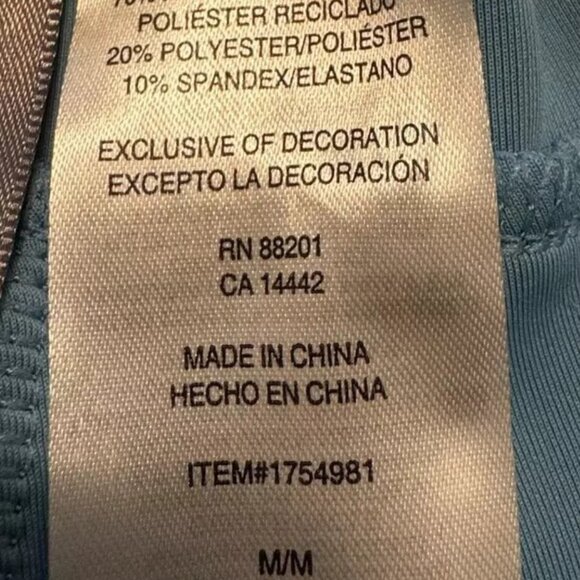 POLIÉSTER RECICLADO
20% POLYESTER/POLIÉSTER
10% SPANDEX/ELASTANO
EXCLUSIVE OF DECORATION
EXCEPTO LA DECORACIÓN
RN 88201
CA 14442
MADE IN CHINA
HECHO EN CHINA
ITEM#1754981
M/M